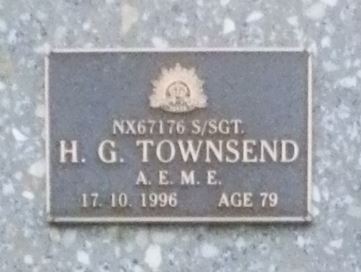 NX67176 S/SGT.
H. G. TOWNSEND
A. E. M. E.
17. 10. 1996 AGE 79